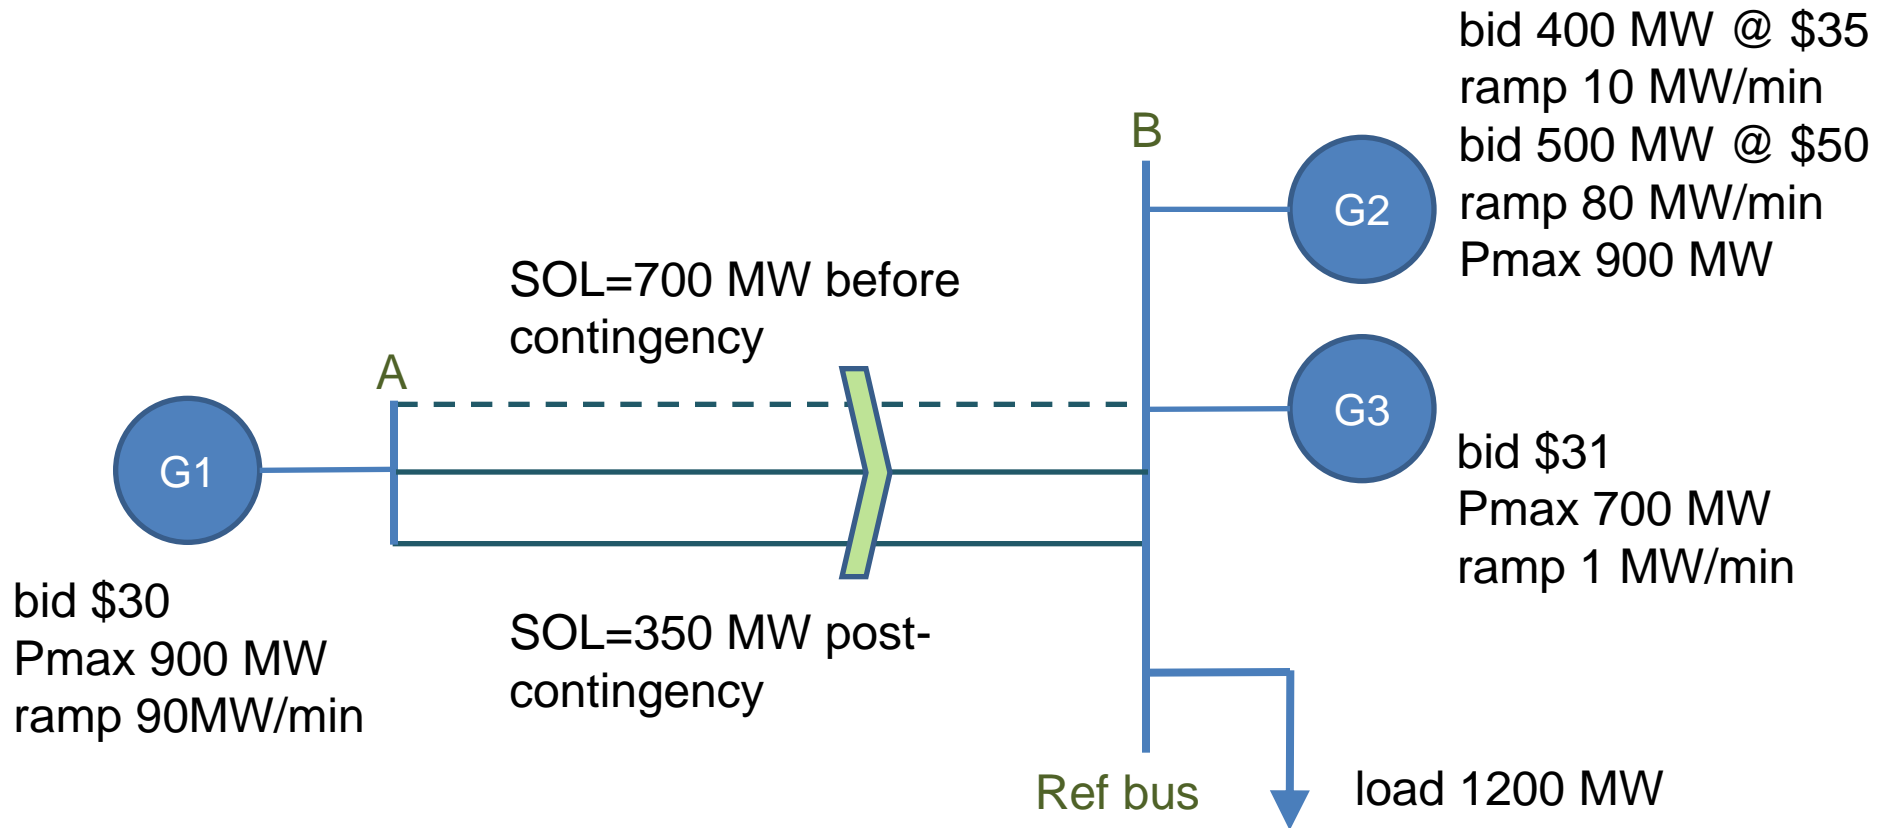 bid 400 MW @ $35
ramp 10 MW/min
bid 500 MW @ $50
ramp 80 MW/min
Pmax 900 MW
B
G2
SOL=700 MW before
contingency
A
G3
G1
bid $31
Pmax 700 MW
ramp 1 MW/min
bid $30
Pmax 900 MW
ramp 90MW/min
SOL=350 MW post-
contingency
Ref bus
load 1200 MW